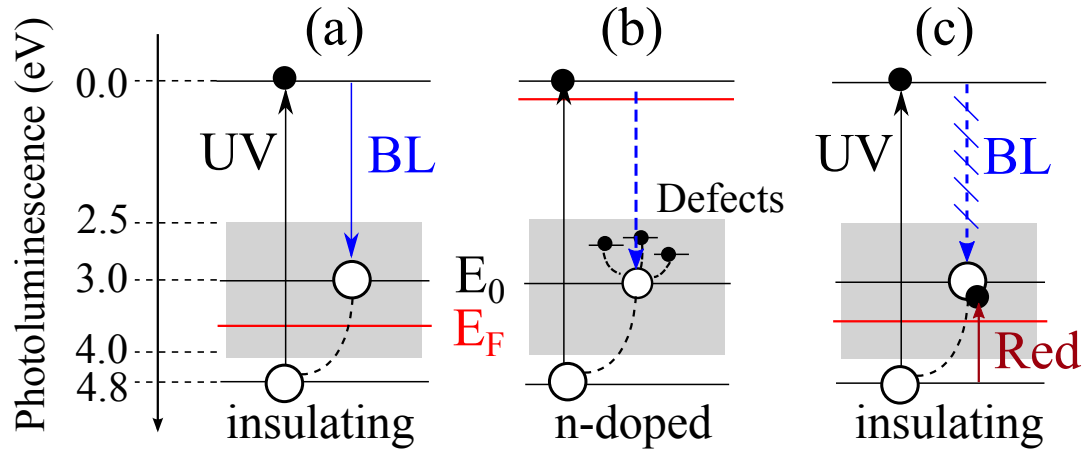 (a) (b) (c)
Photoluminescence (eV)
0.0
2.5
3.0
4.0
4.8
UV
BL
insulating
E₀
E_F
Defects
n-doped
UV
BL
Red
insulating